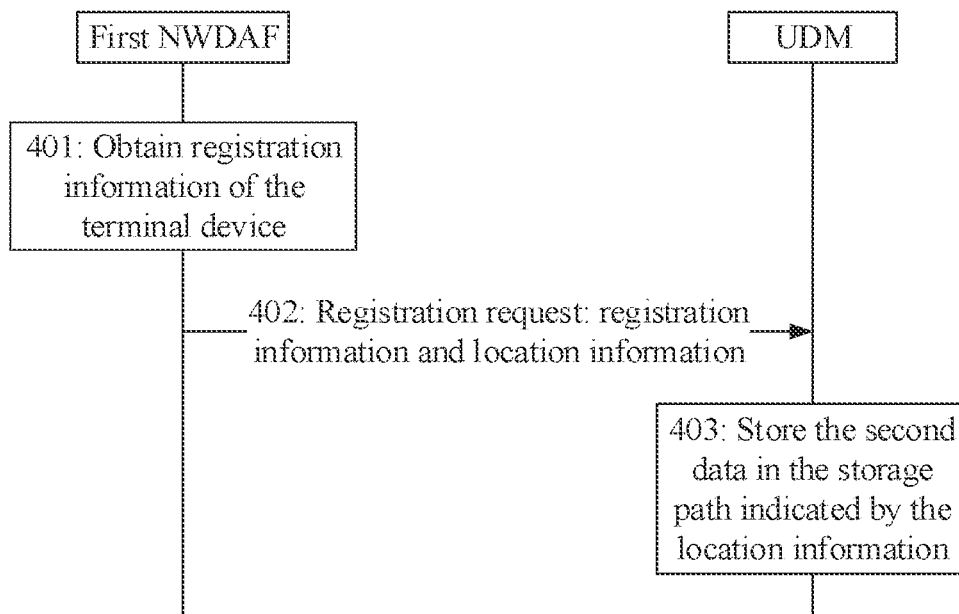 First NWDAF
UDM
401: Obtain registration
information of the
terminal device
402: Registration request: registration
information and location information
403: Store the second
data in the storage
path indicated by the
location information